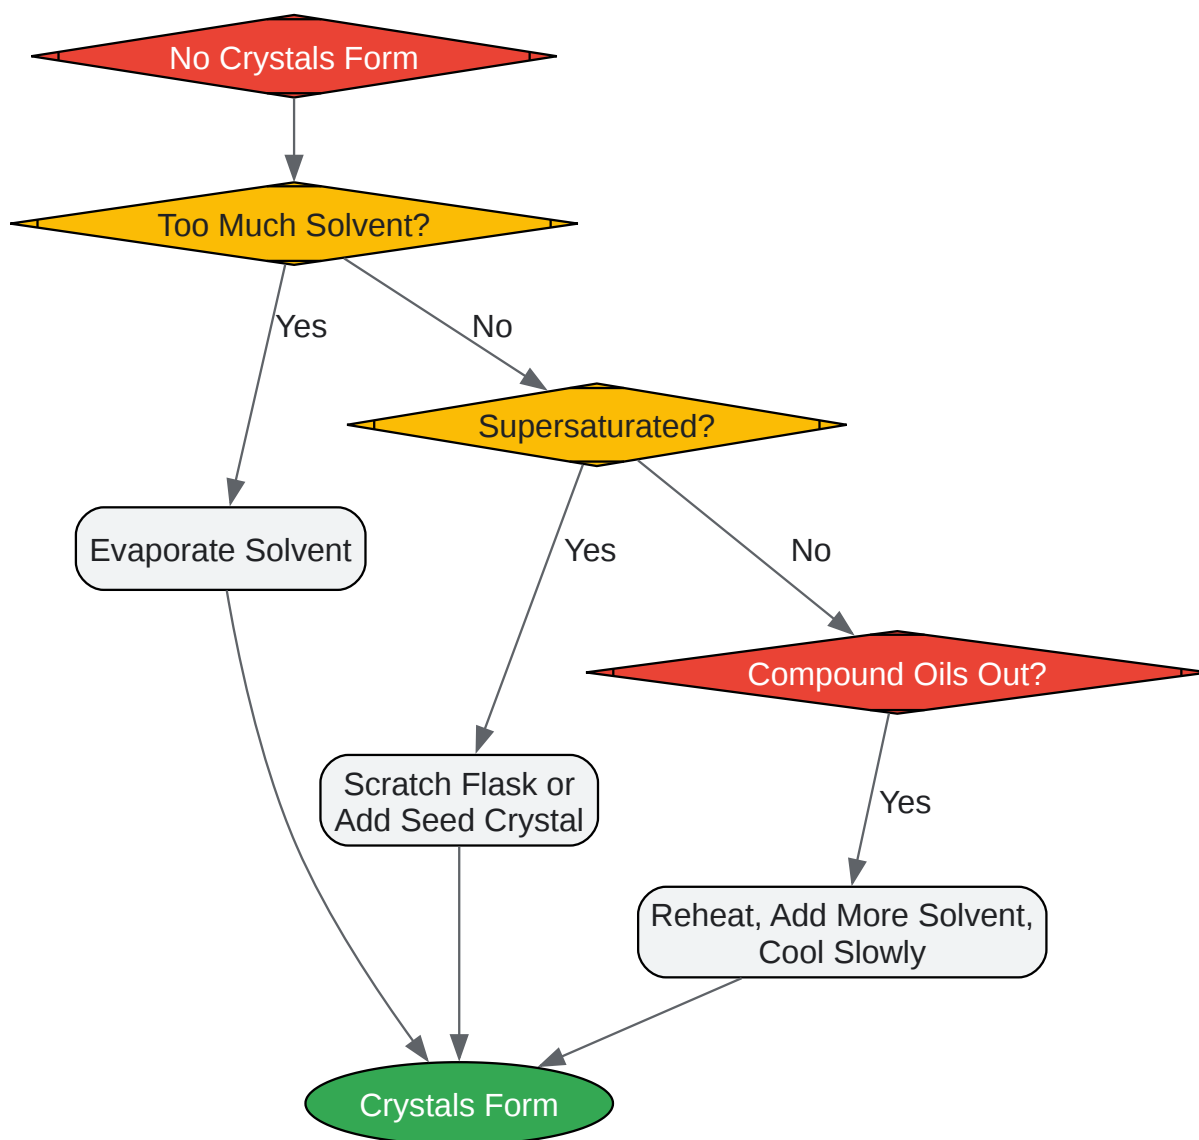 No Crystals Form
Too Much Solvent?
Yes
No
Supersaturated?
Evaporate Solvent
Yes
No
Compound Oils Out?
Scratch Flask or
Add Seed Crystal
Yes
Reheat, Add More Solvent,
Cool Slowly
Crystals Form